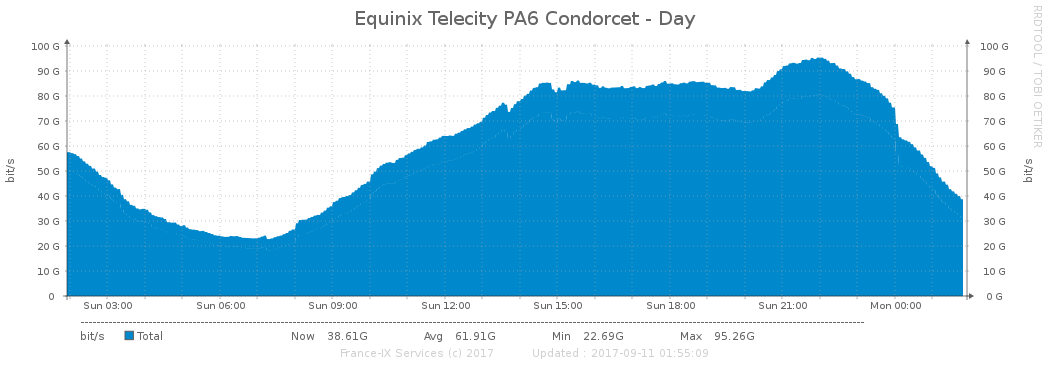 Equinix Telecity PA6 Condorcet - Day
RRDTOOL / TOBI OETIKER
bit/s
100 G 100 G
90 G 90 G
80 G 80 G
70 G 70 G
60 G 60 G
50 G 50 G
40 G 40 G
30 G 30 G
20 G 20 G
10 G 10 G
0 0 G
bit/s
Sun 03:00 Sun 06:00 Sun 09:00 Sun 12:00 Sun 15:00 Sun 18:00 Sun 21:00 Mon 00:00
bit/s Total Now 38.61G Avg 61.91G Min 22.69G Max 95.26G
France-IX Services (c) 2017 Updated : 2017-09-11 01:55:09